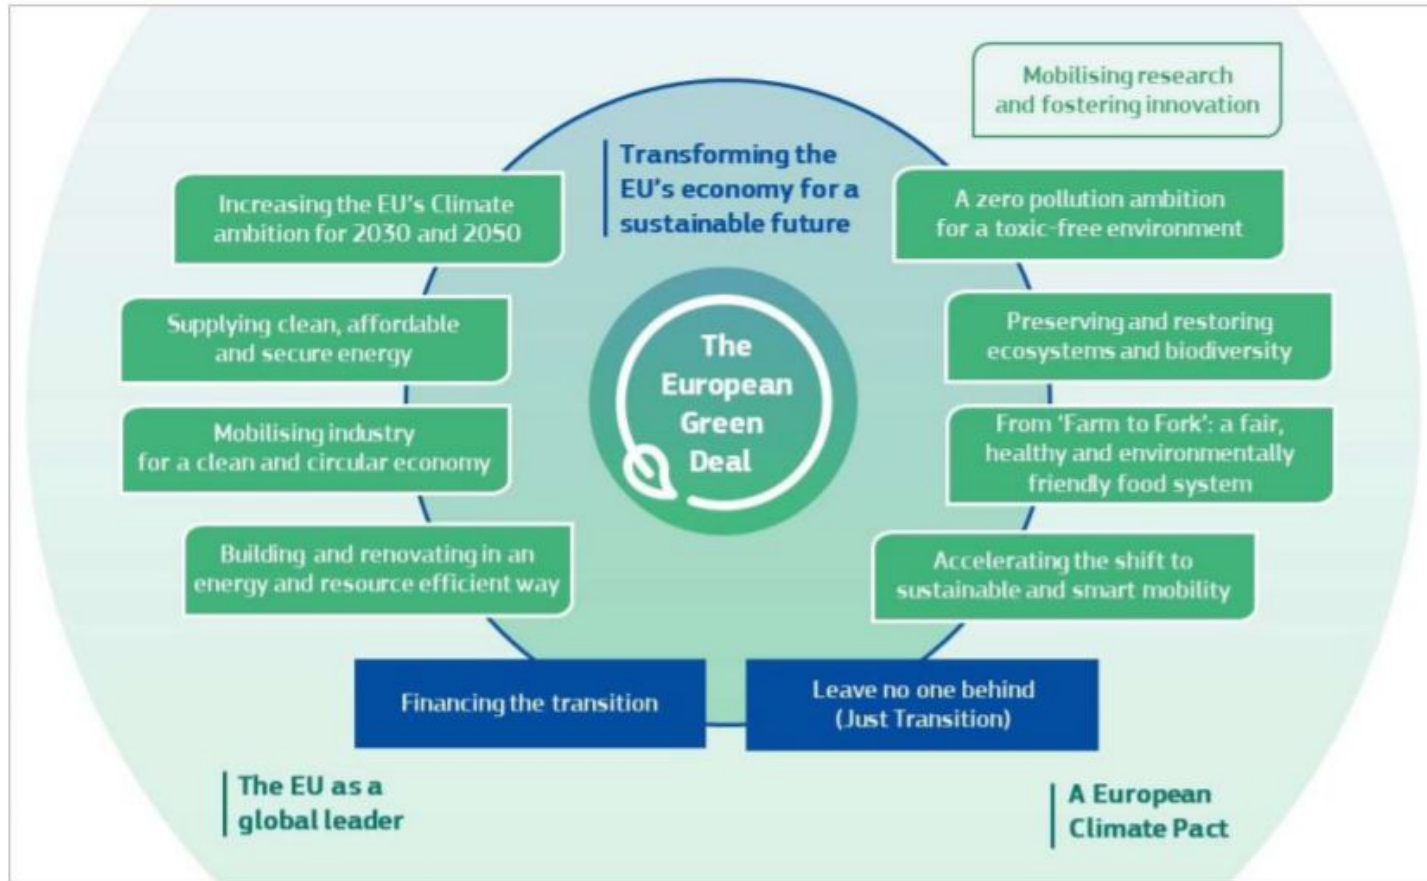 Mobilising research
and fostering innovation
Transforming the
EU's economy for a
sustainable future
Increasing the EU's Climate
ambition for 2030 and 2050
A zero pollution ambition
for a toxic-free environment
Supplying clean, affordable
and secure energy
Preserving and restoring
ecosystems and biodiversity
The
European
Green
Deal
Mobilising industry
for a clean and circular economy
From 'Farm to Fork': a fair,
healthy and environmentally
friendly food system
Building and renovating in an
energy and resource efficient way
Accelerating the shift to
sustainable and smart mobility
Financing the transition
Leave no one behind
(Just Transition)
The EU as a
global leader
A European
Climate Pact